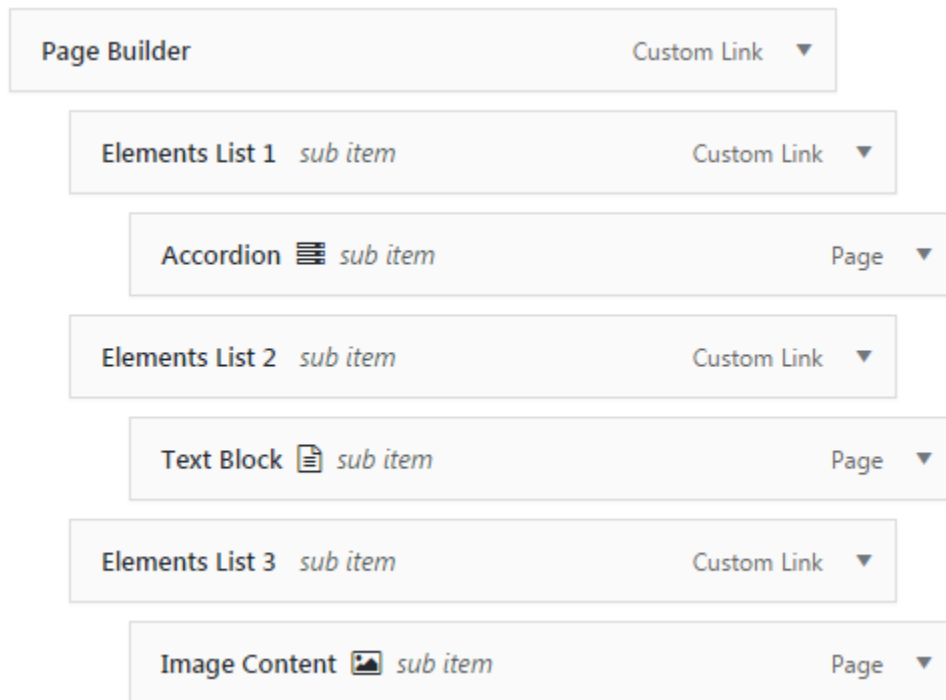 Page Builder Custom Link
Elements List 1 sub item Custom Link
Accordion sub item Page
Elements List 2 sub item Custom Link
Text Block sub item Page
Elements List 3 sub item Custom Link
Image Content sub item Page